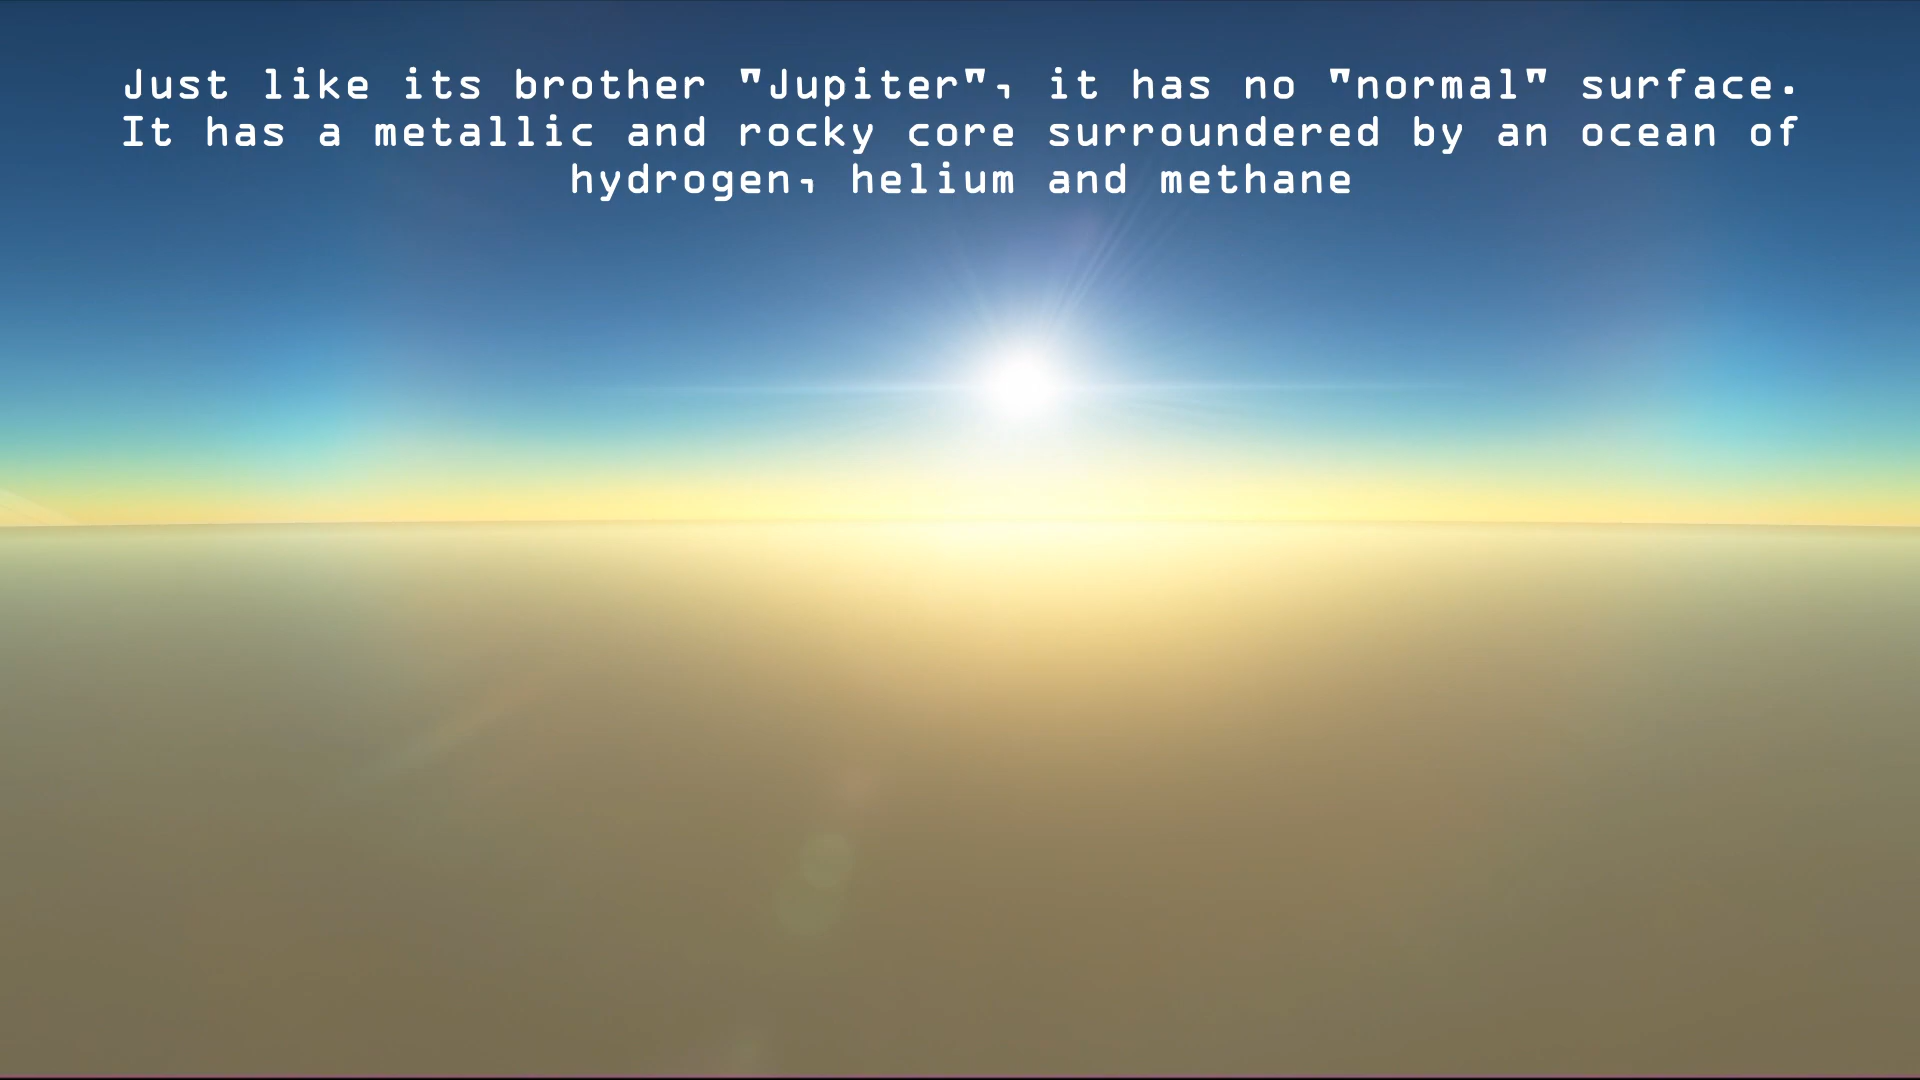 Just like its brother "Jupiter", it has no "normal" surface.
It has a metallic and rocky core surroundered by an ocean of
hydrogen, helium and methane